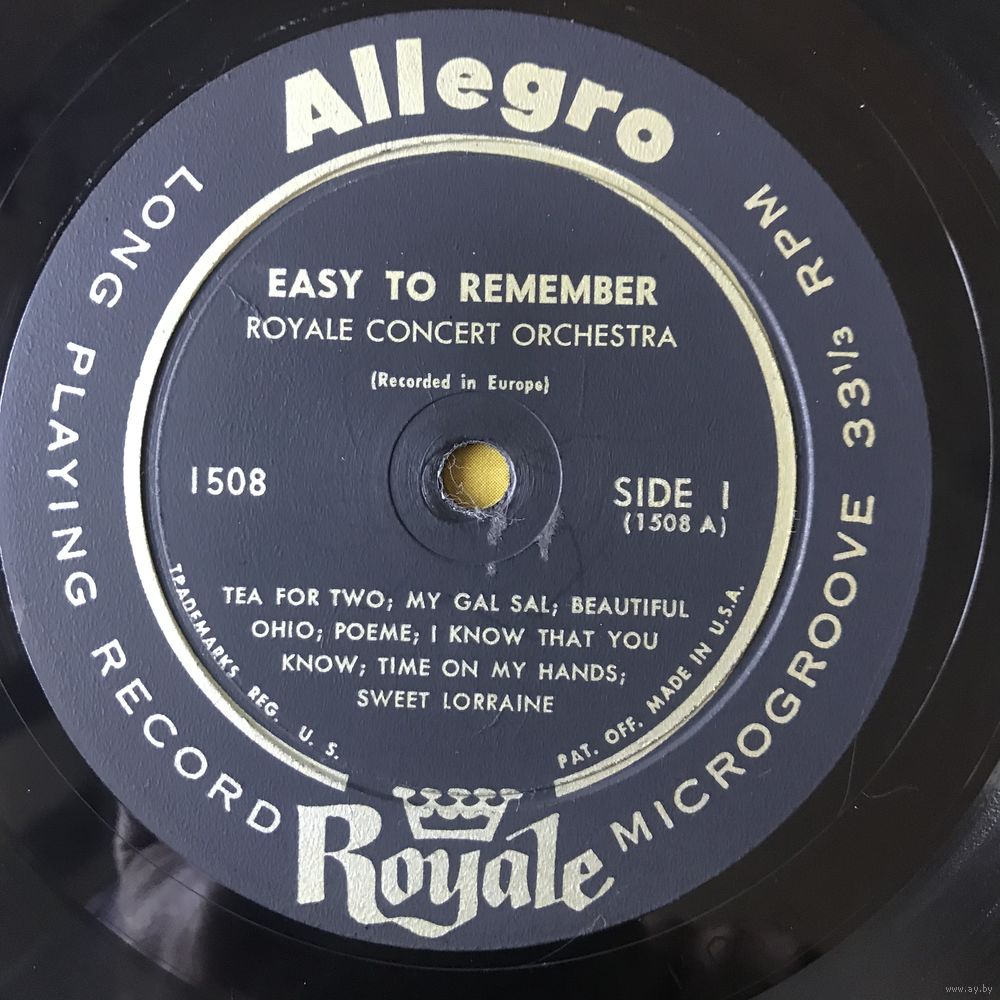 Allegro
LONG PLAYING RECORD
MICROGROOVE 33 1/3 RPM
EASY TO REMEMBER
ROYALE CONCERT ORCHESTRA
(Recorded in Europe)
1508
SIDE 1
(1508 A)
TEA FOR TWO; MY GAL SAL; BEAUTIFUL
OHIO; POEME; I KNOW THAT YOU
KNOW; TIME ON MY HANDS;
SWEET LORRAINE
TRADEMARKS REG. U. S. PAT. OFF. MADE IN U.S.A.
Royale
www.ay.by